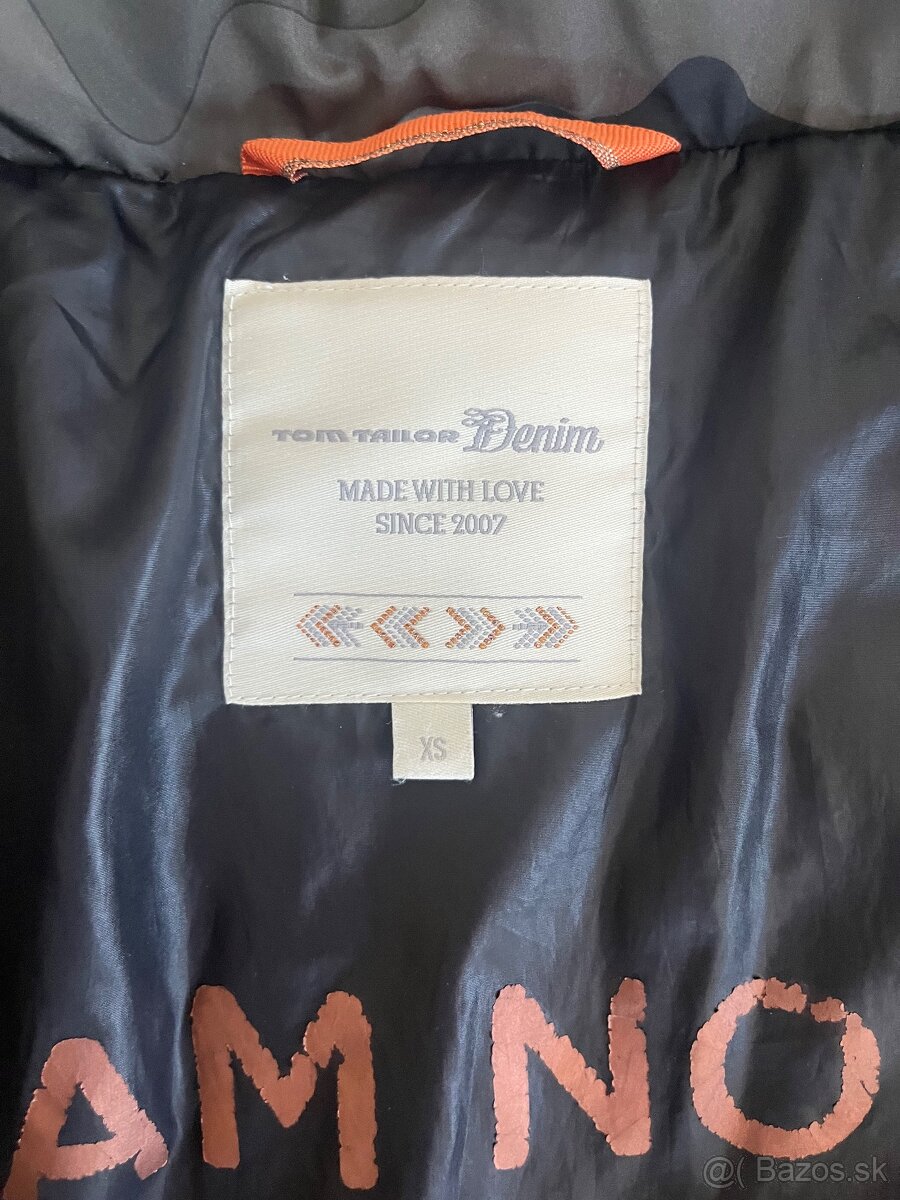 TOM TAILOR Denim
MADE WITH LOVE
SINCE 2007
XS
AM NO
@( Bazos.sk